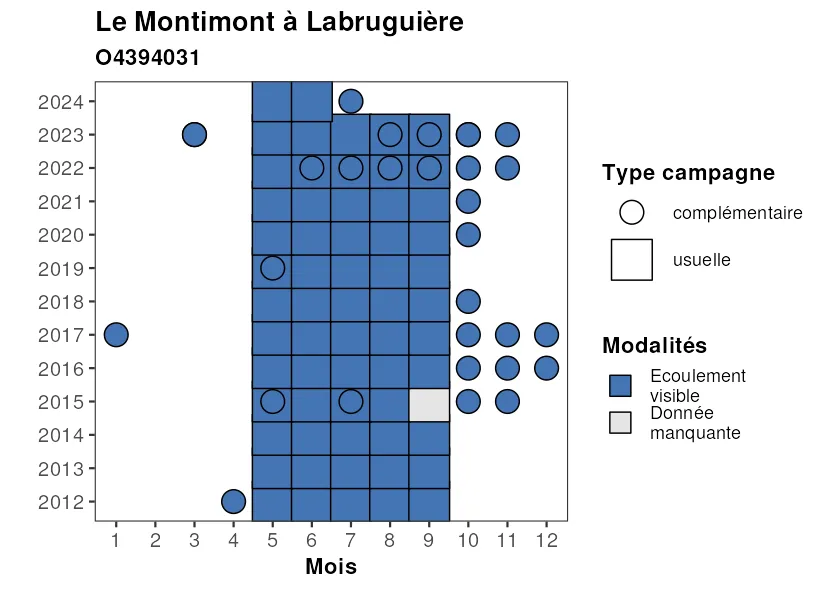 Le Montimont à Labruguière
O4394031
2024
2023
2022
2021
2020
2019
2018
2017
2016
2015
2014
2013
2012
1 2 3 4 5 6 7 8 9 10 11 12
Mois
Type campagne
complémentaire
usuelle
Modalités
Ecoulement
visible
Donnée
manquante